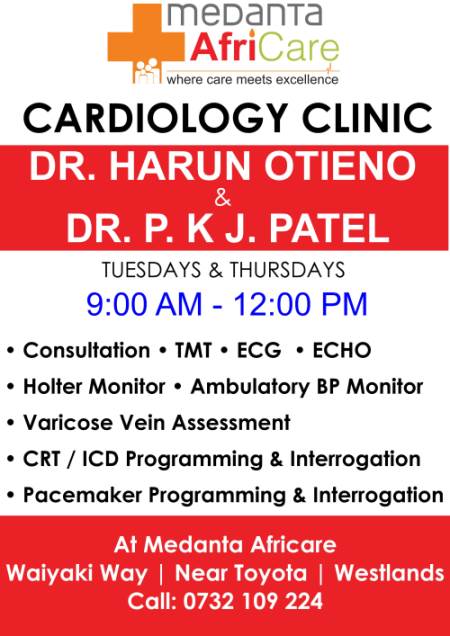 medanta
AfriCare
where care meets excellence
CARDIOLOGY CLINIC
DR. HARUN OTIENO
&
DR. P. K J. PATEL
TUESDAYS & THURSDAYS
9:00 AM - 12:00 PM
• Consultation • TMT • ECG • ECHO
• Holter Monitor • Ambulatory BP Monitor
• Varicose Vein Assessment
• CRT / ICD Programming & Interrogation
• Pacemaker Programming & Interrogation
At Medanta Africare
Waiyaki Way | Near Toyota | Westlands
Call: 0732 109 224